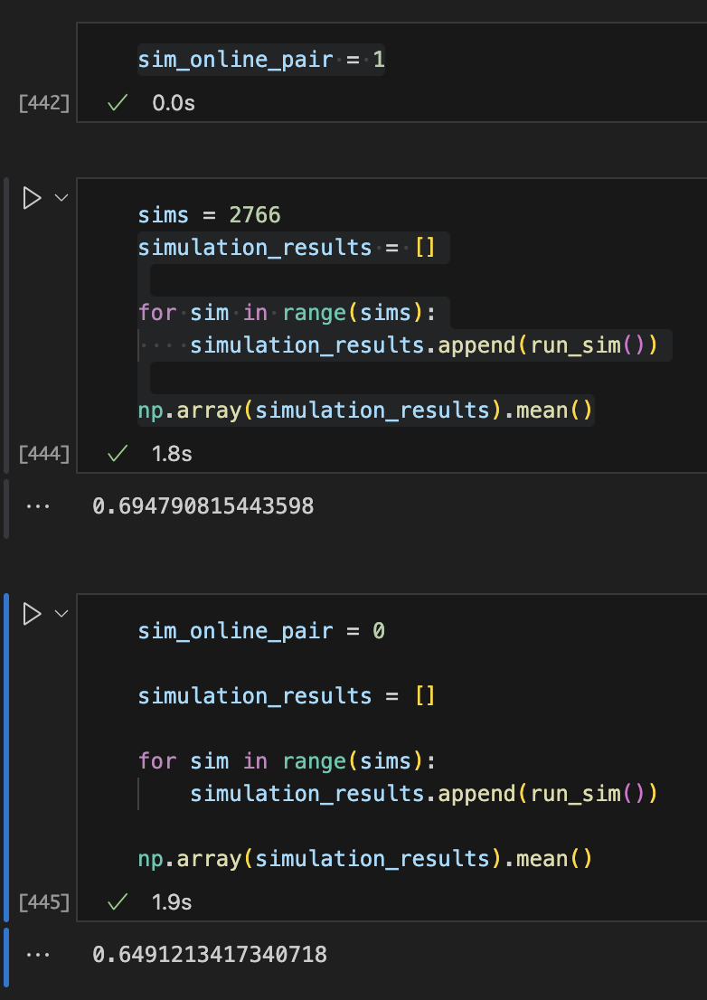 sim_online_pair = 1
[442]
0.0s
sims = 2766
simulation_results = []
for sim in range(sims):
simulation_results.append(run_sim())
np.array(simulation_results).mean()
[444]
1.8s
0.694790815443598
sim_online_pair = 0
simulation_results = []
for sim in range(sims):
simulation_results.append(run_sim())
np.array(simulation_results).mean()
[445]
1.9s
0.6491213417340718